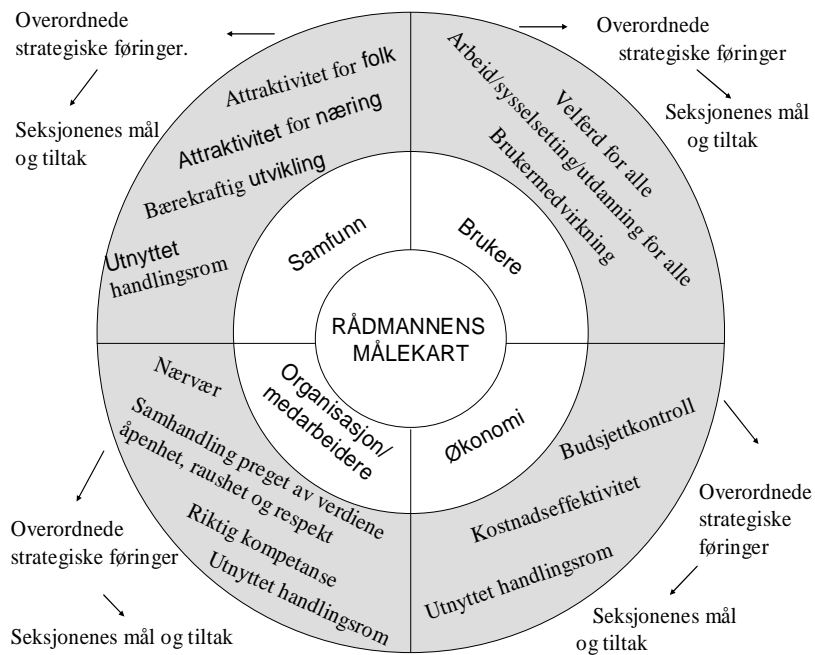 Overordnede
strategiske føringer.
Seksjonenes mål
og tiltak
Attraktivitet for folk
Attraktivitet for næring
Bærekraftig utvikling
Utnyttet
handlingsrom
Samfunn
Overordnede
strategiske føringer
Seksjonenes mål
og tiltak
Velferd for alle
Arbeid/sysselsetting/utdanning for alle
Brukermedvirkning
Brukere
RÅDMANNENS
MÅLEKART
Organisasjon/
medarbeidere
Nærvær
Samhandling preget av verdiene
åpenhet, raushet og respekt
Riktig kompetanse
Utnyttet handlingsrom
Overordnede
strategiske føringer
Seksjonenes mål og tiltak
Økonomi
Budsjettkontroll
Kostnadseffektivitet
Utnyttet handlingsrom
Overordnede
strategiske
føringer
Seksjonenes mål
og tiltak